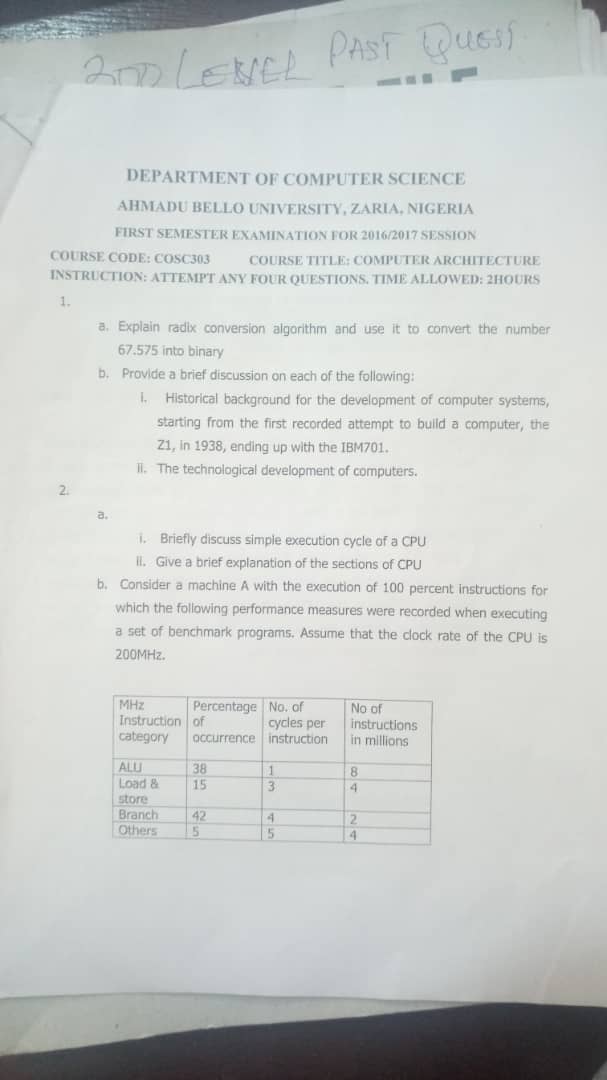 300 LEVEL PAST QUEST
DEPARTMENT OF COMPUTER SCIENCE
AHMADU BELLO UNIVERSITY, ZARIA, NIGERIA
FIRST SEMESTER EXAMINATION FOR 2016/2017 SESSION
COURSE CODE: COSC303 COURSE TITLE: COMPUTER ARCHITECTURE
INSTRUCTION: ATTEMPT ANY FOUR QUESTIONS. TIME ALLOWED: 2HOURS
1.
a. Explain radix conversion algorithm and use it to convert the number
67.575 into binary
b. Provide a brief discussion on each of the following:
i. Historical background for the development of computer systems,
starting from the first recorded attempt to build a computer, the
Z1, in 1938, ending up with the IBM701.
ii. The technological development of computers.
2.
a.
i. Briefly discuss simple execution cycle of a CPU
ii. Give a brief explanation of the sections of CPU
b. Consider a machine A with the execution of 100 percent instructions for
which the following performance measures were recorded when executing
a set of benchmark programs. Assume that the clock rate of the CPU is
200MHz.
MHz Percentage No. of No of
Instruction of cycles per instructions
category occurrence instruction in millions
ALU 38 1 8
Load & 15 3 4
store
Branch 42 4 2
Others 5 5 4